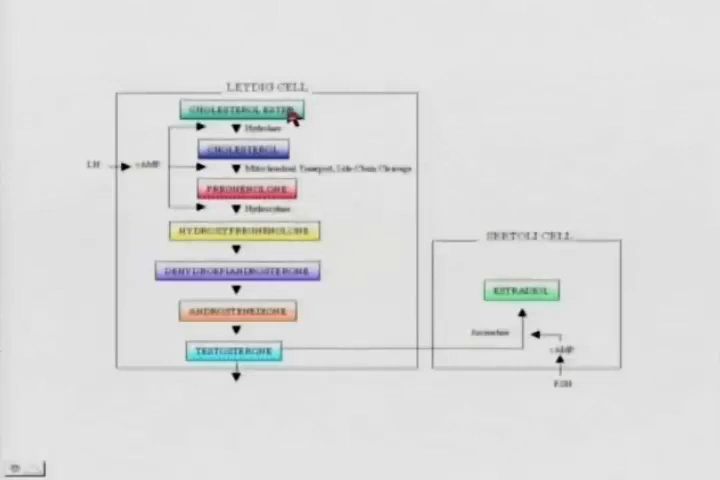 LEYDIG CELL
CHOLESTEROL ESTER
Hydrolase
CHOLESTEROL
LH
cAMP
Mitochondrial Transport, Side-Chain Cleavage
PREGNENOLONE
Hydroxylase
HYDROXYPREGNENOLONE
DEHYDROEPIANDROSTERONE
ANDROSTENEDIONE
TESTOSTERONE
SERTOLI CELL
ESTRADIOL
Aromatase
cAMP
FSH